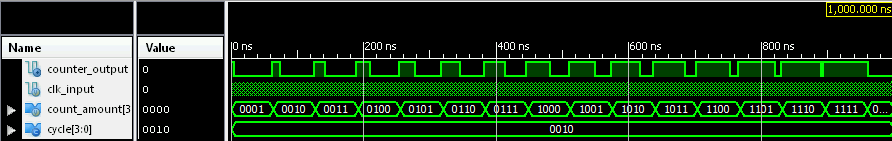 1,000.000 ns
Name Value 0 ns 200 ns 400 ns 600 ns 800 ns
counter_output 0
clk_input 0
count_amount[3 0000 0001 0010 0011 0100 0101 0110 0111 1000 1001 1010 1011 1100 1101 1110 1111 0...
cycle[3:0] 0010 0010